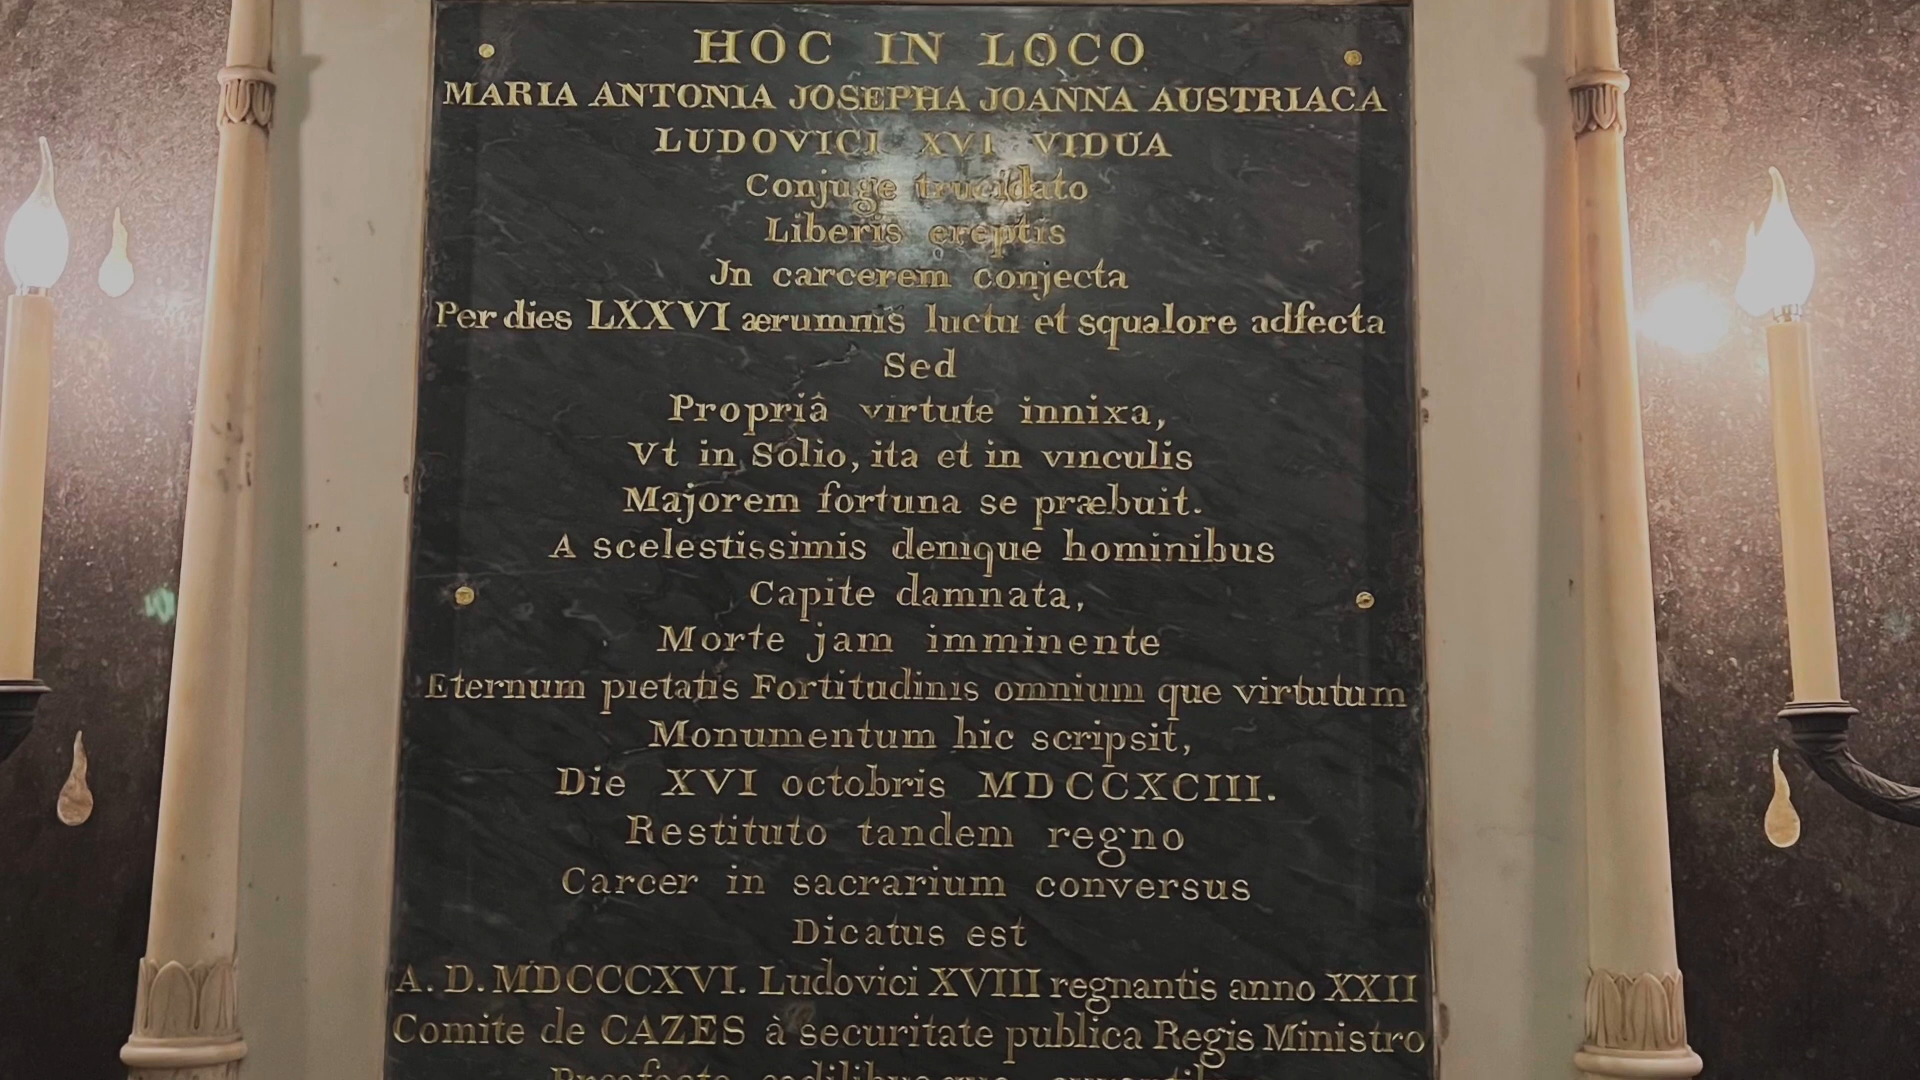 HOC IN LOCO
MARIA ANTONIA JOSEPHA JOANNA AUSTRIACA
LUDOVICI XVI VIDUA
Conjuge trucidato
Liberis ereptis
Jn carcerem conjecta
Per dies LXXVI ærumnis luctu et squalore adfecta
Sed
Propriâ virtute innixa,
Vt in Solio, ita et in vinculis
Majorem fortuna se præbuit.
A scelestissimis denique hominibus
Capite damnata,
Morte jam imminente
Eternum pietatis Fortitudinis omnium que virtutum
Monumentum hic scripsit,
Die XVI octobris MDCCXCIII.
Restituto tandem regno
Carcer in sacrarium conversus
Dicatus est
A. D. MDCCCXVI. Ludovici XVIII regnantis anno XXII
Comite de CAZES à securitate publica Regis Ministro